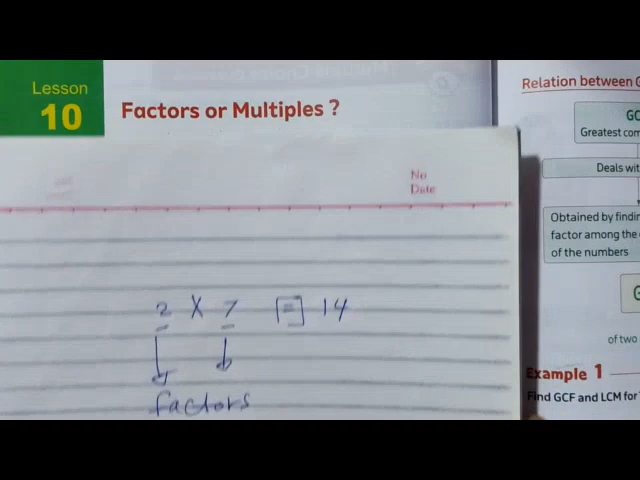 Lesson
10
Factors or Multiples ?
No
Date
2 X 7 [=] 14
factors
Relation between G
GC
Greatest com
Deals wit
Obtained by findin
factor among the
of the numbers
G
of two
Example 1
Find GCF and LCM for